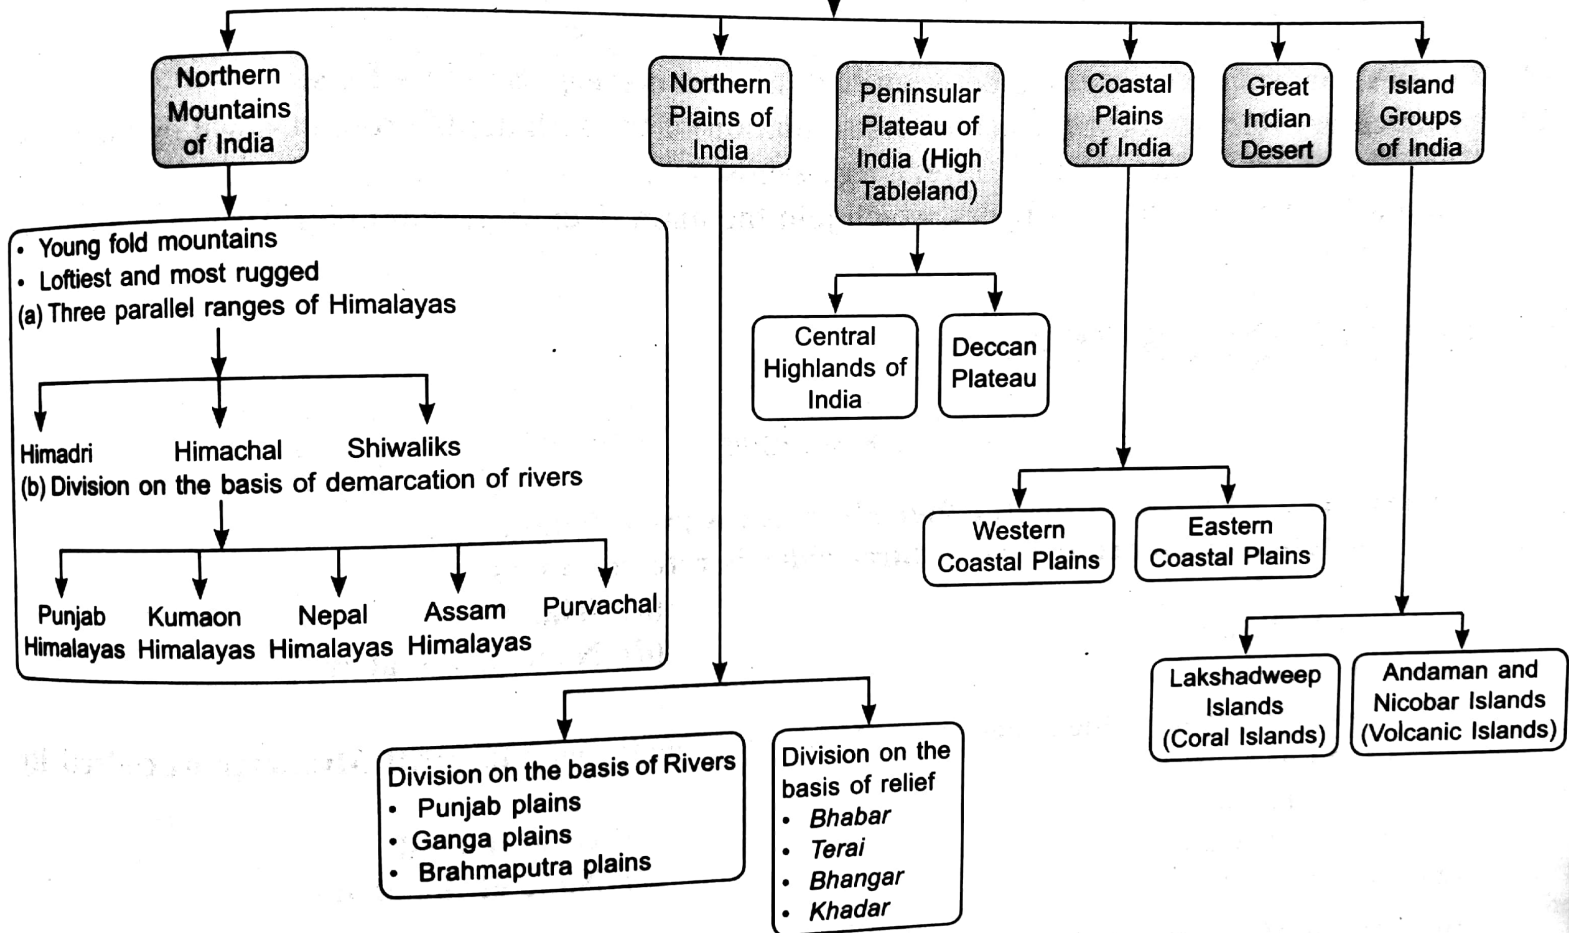 Northern
Mountains
of India
Northern
Plains of
India
Peninsular
Plateau of
India (High
Tableland)
Coastal
Plains
of India
Great
Indian
Desert
Island
Groups
of India
• Young fold mountains
• Loftiest and most rugged
(a) Three parallel ranges of Himalayas
Himadri
Himachal
Shiwaliks
(b) Division on the basis of demarcation of rivers
Punjab
Himalayas
Kumaon
Himalayas
Nepal
Himalayas
Assam
Himalayas
Purvachal
Central
Highlands of
India
Deccan
Plateau
Western
Coastal Plains
Eastern
Coastal Plains
Lakshadweep
Islands
(Coral Islands)
Andaman and
Nicobar Islands
(Volcanic Islands)
Division on the basis of Rivers
• Punjab plains
• Ganga plains
• Brahmaputra plains
Division on the
basis of relief
• Bhabar
• Terai
• Bhangar
• Khadar